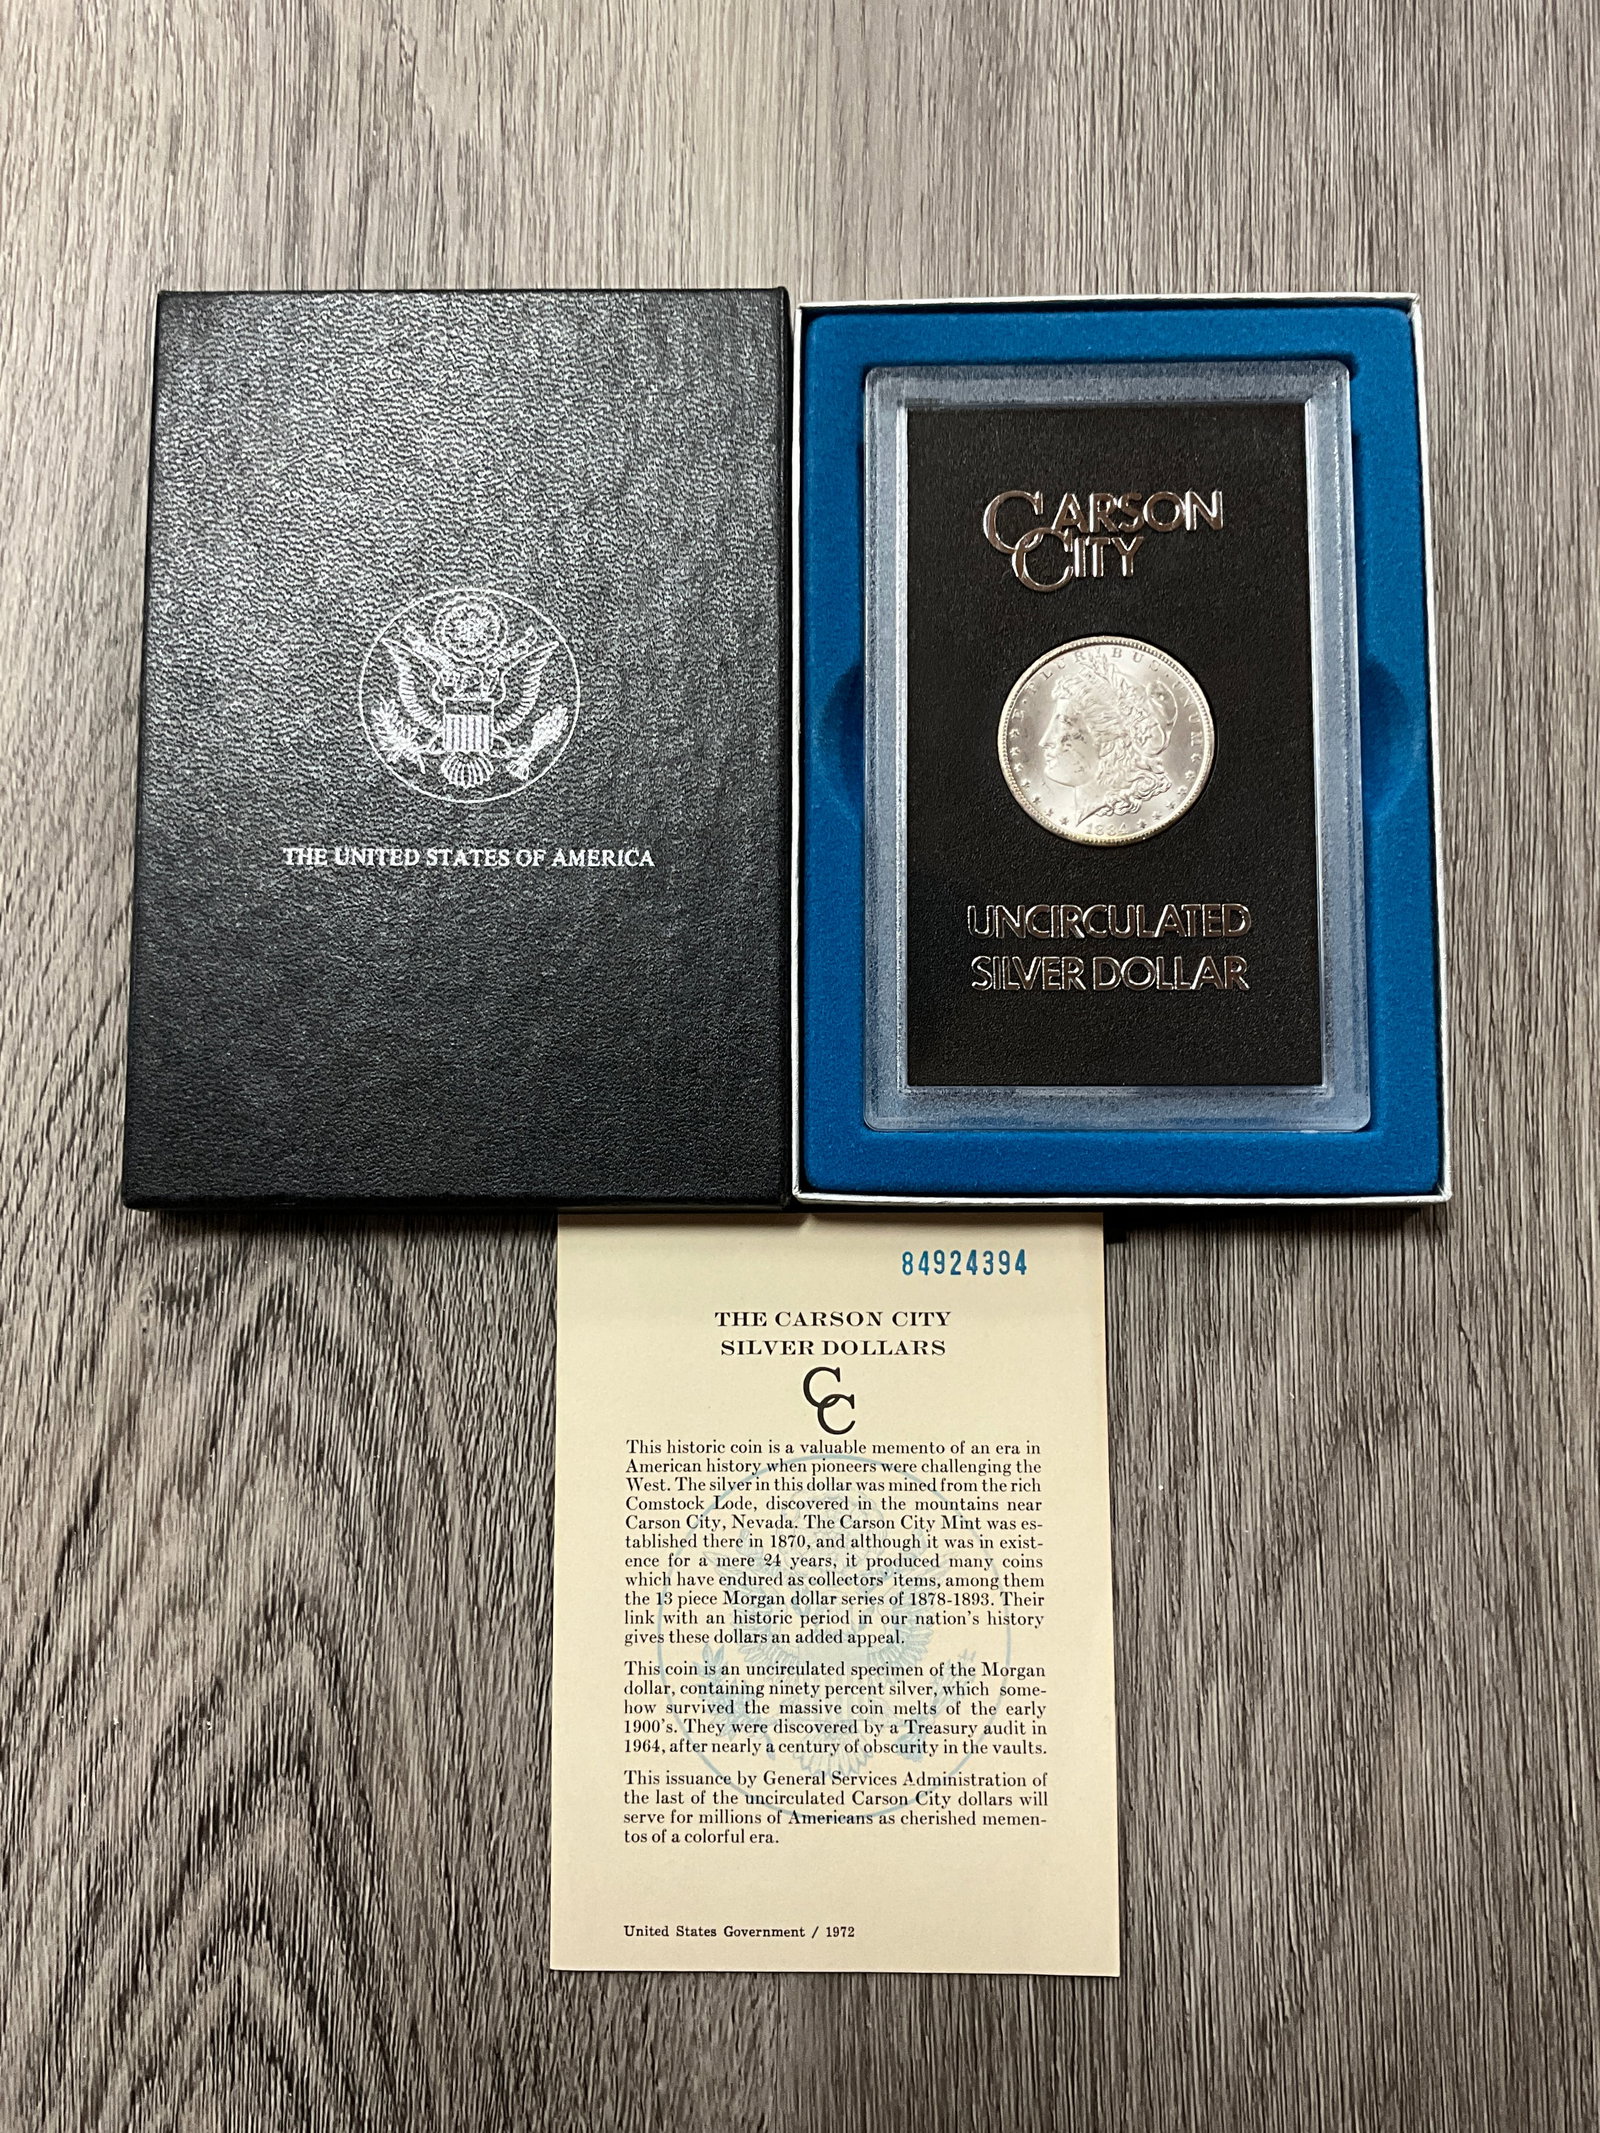 THE UNITED STATES OF AMERICA
CARSON
CITY
E PLURIBUS UNUM
1884
UNCIRCULATED
SILVER DOLLAR
84924394
THE CARSON CITY
SILVER DOLLARS
CC
This historic coin is a valuable memento of an era in
American history when pioneers were challenging the
West. The silver in this dollar was mined from the rich
Comstock Lode, discovered in the mountains near
Carson City, Nevada. The Carson City Mint was es-
tablished there in 1870, and although it was in exist-
ence for a mere 24 years, it produced many coins
which have endured as collectors' items, among them
the 13 piece Morgan dollar series of 1878-1893. Their
link with an historic period in our nation's history
gives these dollars an added appeal.
This coin is an uncirculated specimen of the Morgan
dollar, containing ninety percent silver, which some-
how survived the massive coin melts of the early
1900's. They were discovered by a Treasury audit in
1964, after nearly a century of obscurity in the vaults.
This issuance by General Services Administration of
the last of the uncirculated Carson City dollars will
serve for millions of Americans as cherished memen-
tos of a colorful era.
United States Government / 1972